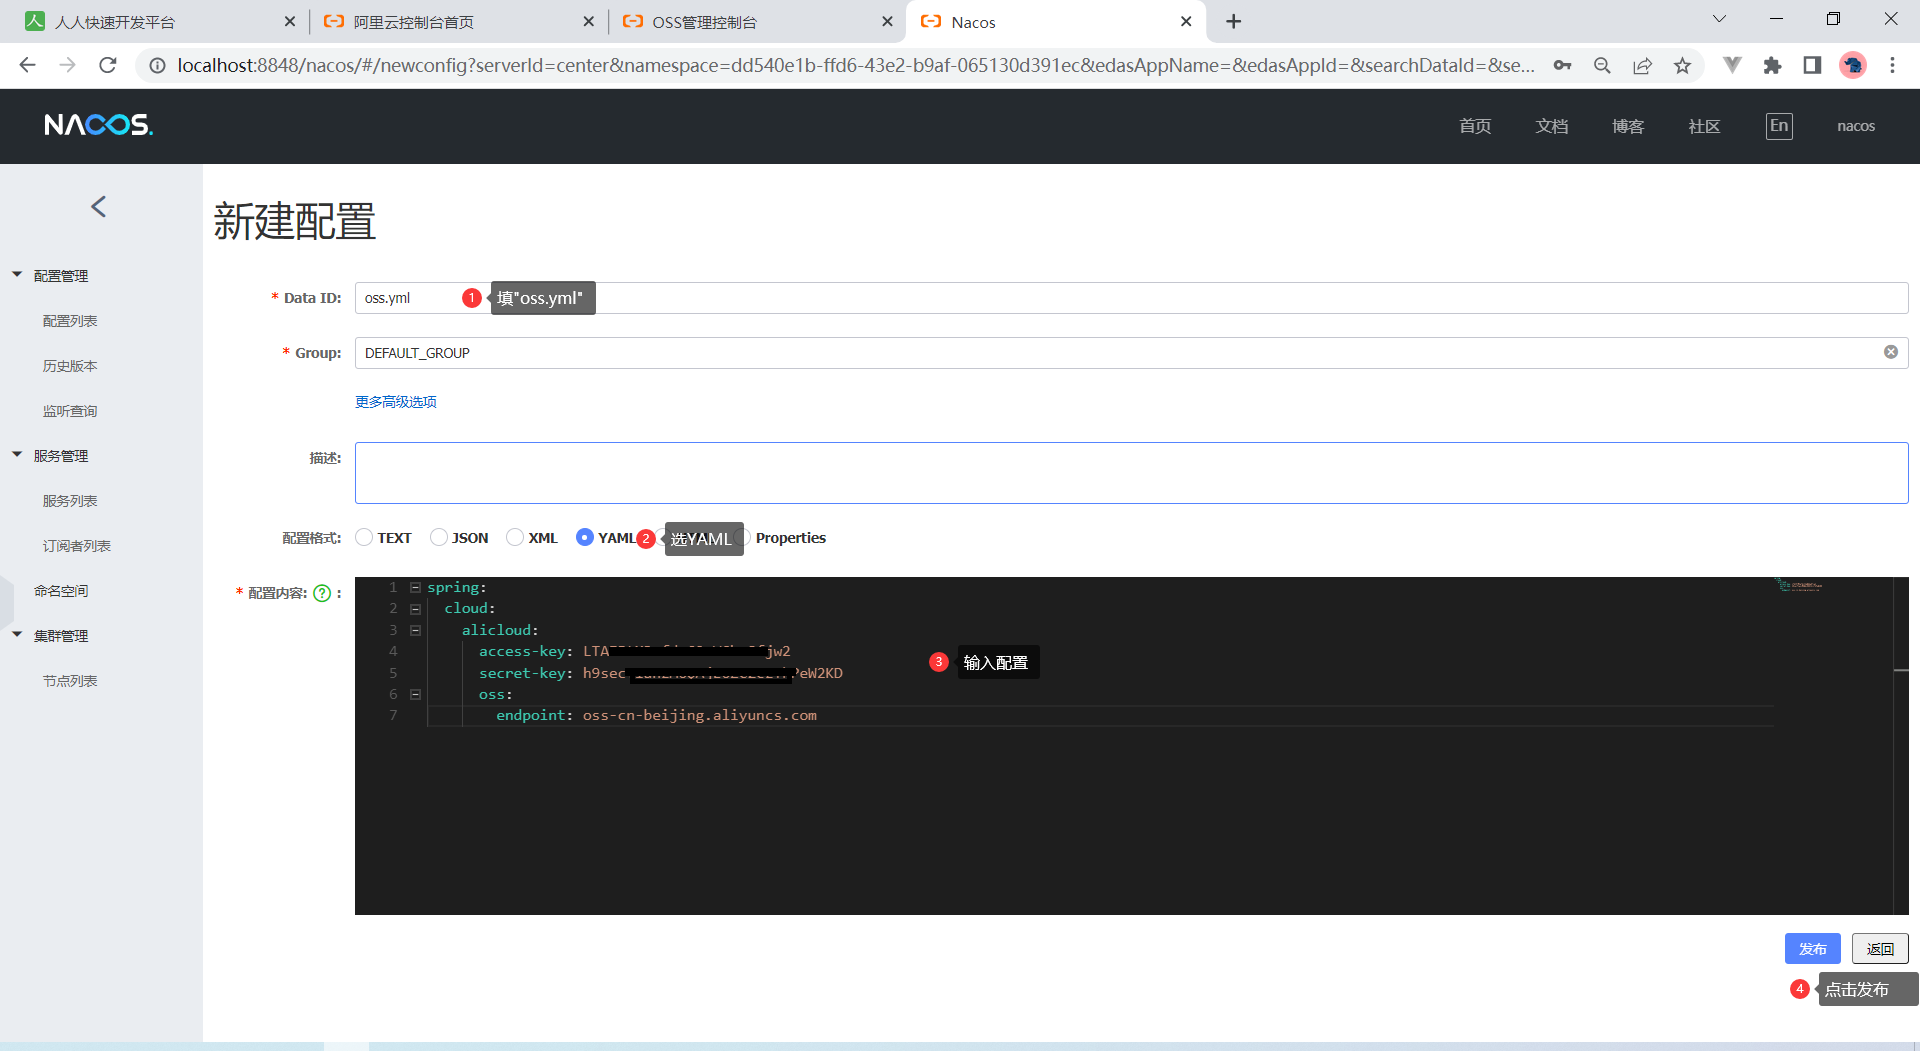 人人快速开发平台
阿里云控制台首页
OSS管理控制台
Nacos
localhost:8848/nacos/#/newconfig?serverId=center&namespace=dd540e1b-ffd6-43e2-b9af-065130d391ec&edasAppName=&edasAppId=&searchDataId=&se...
NACOS.
首页
文档
博客
社区
En
nacos
新建配置
配置管理
配置列表
历史版本
监听查询
服务管理
服务列表
订阅者列表
命名空间
集群管理
节点列表
* Data ID: oss.yml 1 填"oss.yml"
* Group: DEFAULT_GROUP
更多高级选项
描述:
配置格式: TEXT JSON XML YAML 2 选YAML Properties
* 配置内容: ? :
1 spring:
2 cloud:
3 alicloud:
4 access-key: LTA jw2
5 secret-key: h9sec eW2KD
3 输入配置
6 oss:
7 endpoint: oss-cn-beijing.aliyuncs.com
发布 返回
4 点击发布